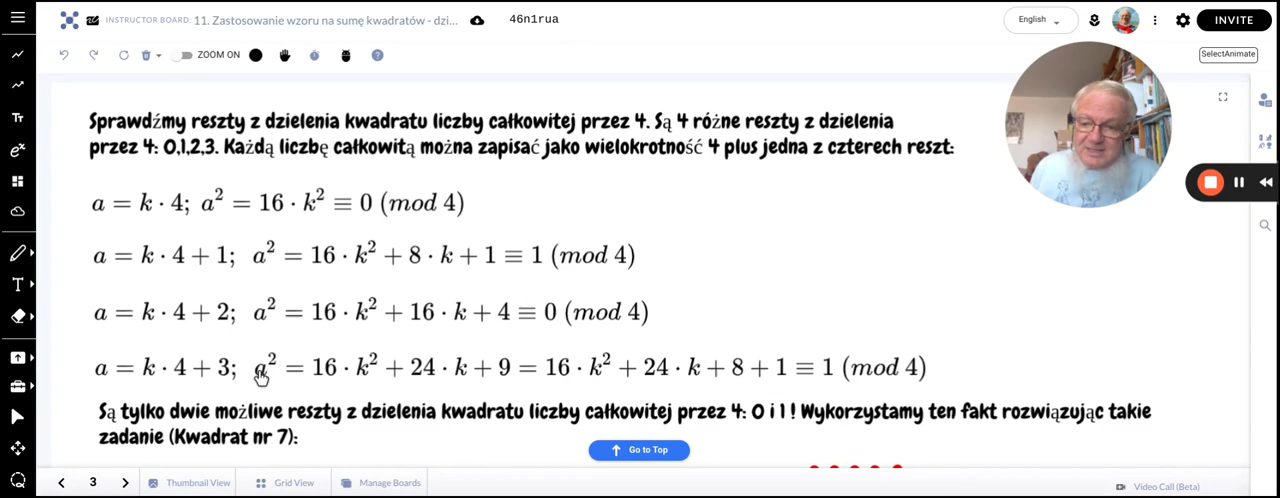 INSTRUCTOR BOARD: 11. Zastosowanie wzoru na sumę kwadratów - dzi...
46n1rua
English
INVITE
ZOOM ON
SelectAnimate
Sprawdźmy reszty z dzielenia kwadratu liczby całkowitej przez 4. Są 4 różne reszty z dzielenia
przez 4: 0,1,2,3. Każdą liczbę całkowitą można zapisać jako wielokrotność 4 plus jedna z czterech reszt:
a = k · 4; a² = 16 · k² ≡ 0 (mod 4)
a = k · 4 + 1; a² = 16 · k² + 8 · k + 1 ≡ 1 (mod 4)
a = k · 4 + 2; a² = 16 · k² + 16 · k + 4 ≡ 0 (mod 4)
a = k · 4 + 3; a² = 16 · k² + 24 · k + 9 = 16 · k² + 24 · k + 8 + 1 ≡ 1 (mod 4)
Są tylko dwie możliwe reszty z dzielenia kwadratu liczby całkowitej przez 4: 0 i 1 ! Wykorzystamy ten fakt rozwiązując takie
zadanie (Kwadrat nr 7):
Go to Top
3
Thumbnail View
Grid View
Manage Boards
Video Call (Beta)